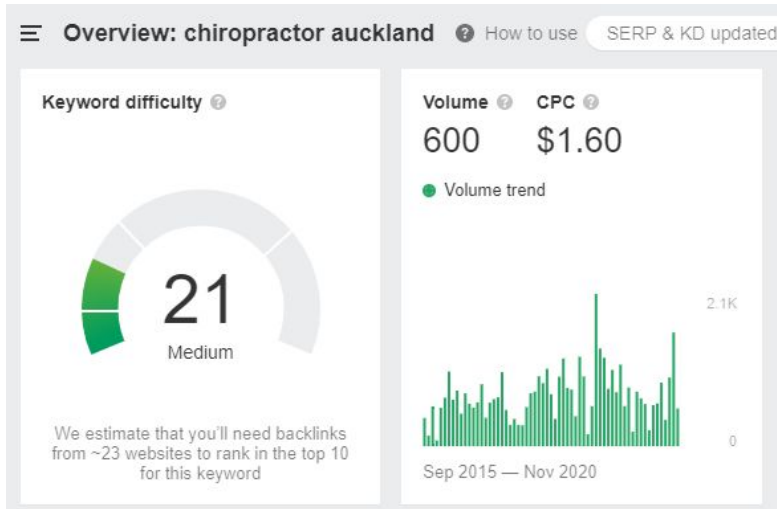 Overview: chiropractor auckland
How to use
SERP & KD updated
Keyword difficulty
21
Medium
We estimate that you'll need backlinks
from ~23 websites to rank in the top 10
for this keyword
Volume CPC
600 $1.60
Volume trend
2.1K
0
Sep 2015 — Nov 2020